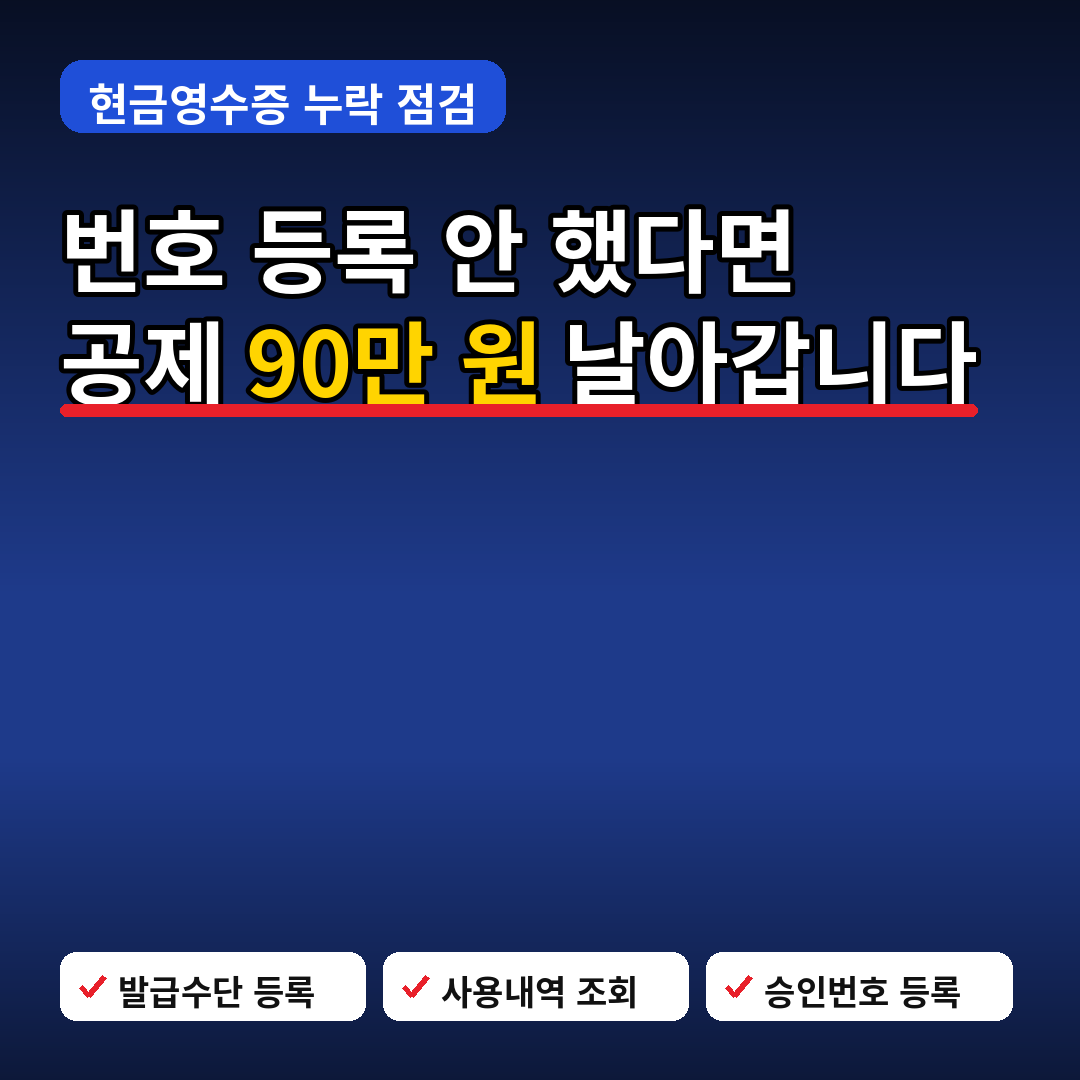 현금영수증 누락 점검
번호 등록 안 했다면
공제 90만 원 날아갑니다
발급수단 등록
사용내역 조회
승인번호 등록